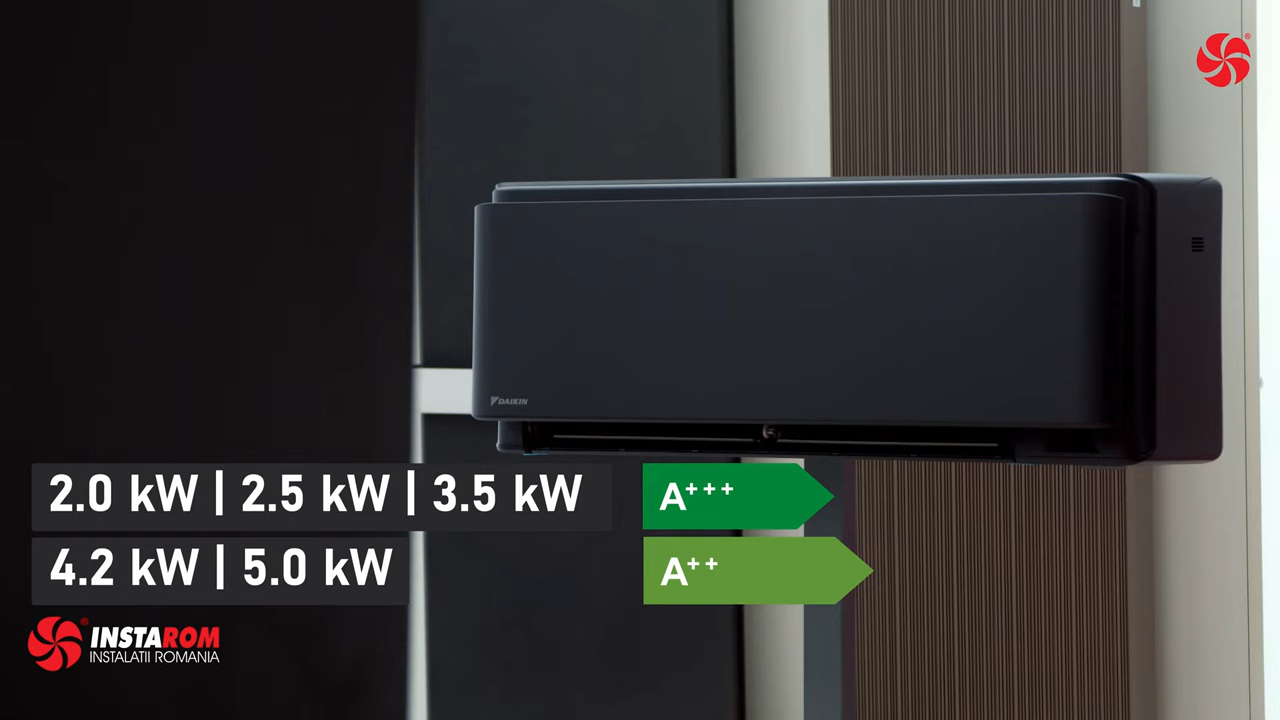 DAIKIN
2.0 kW | 2.5 kW | 3.5 kW A+++
4.2 kW | 5.0 kW A++
INSTAROM
INSTALATII ROMANIA